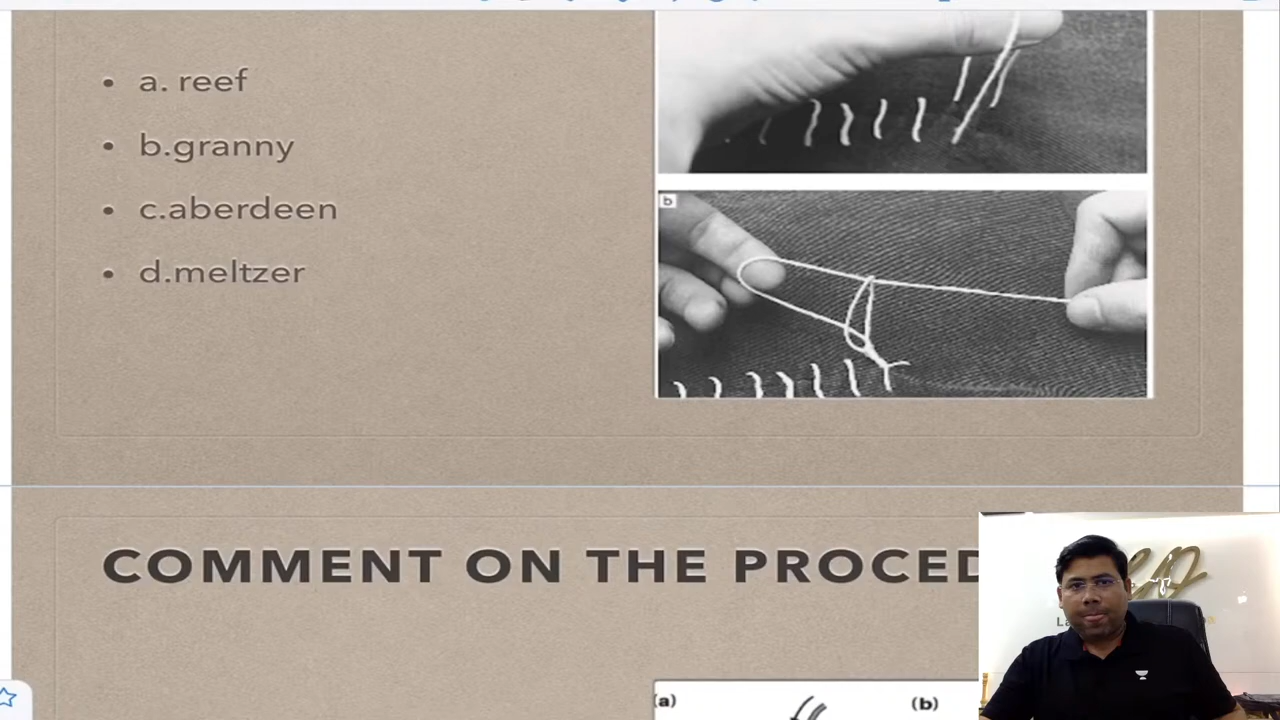 • a. reef
• b.granny
• c.aberdeen
• d.meltzer
b
COMMENT ON THE PROCED
(a)
(b)